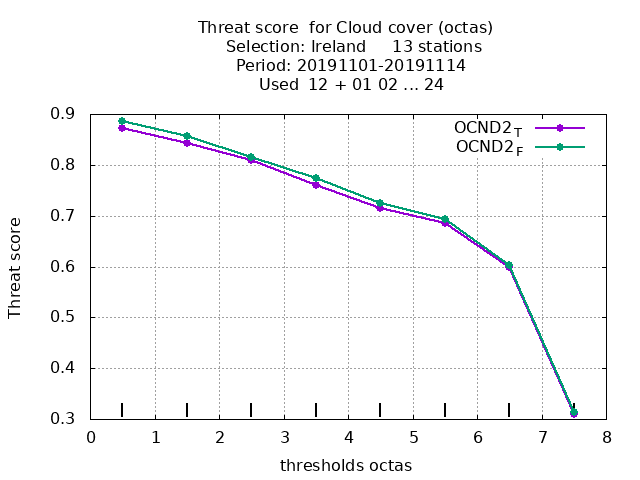 Threat score  for Cloud cover (octas)
Selection: Ireland     13 stations
Period: 20191101-20191114
Used  12 + 01 02 ... 24
OCND2T
OCND2F
0.9
0.8
0.7
0.6
0.5
0.4
0.3
Threat score
0 1 2 3 4 5 6 7 8
thresholds octas